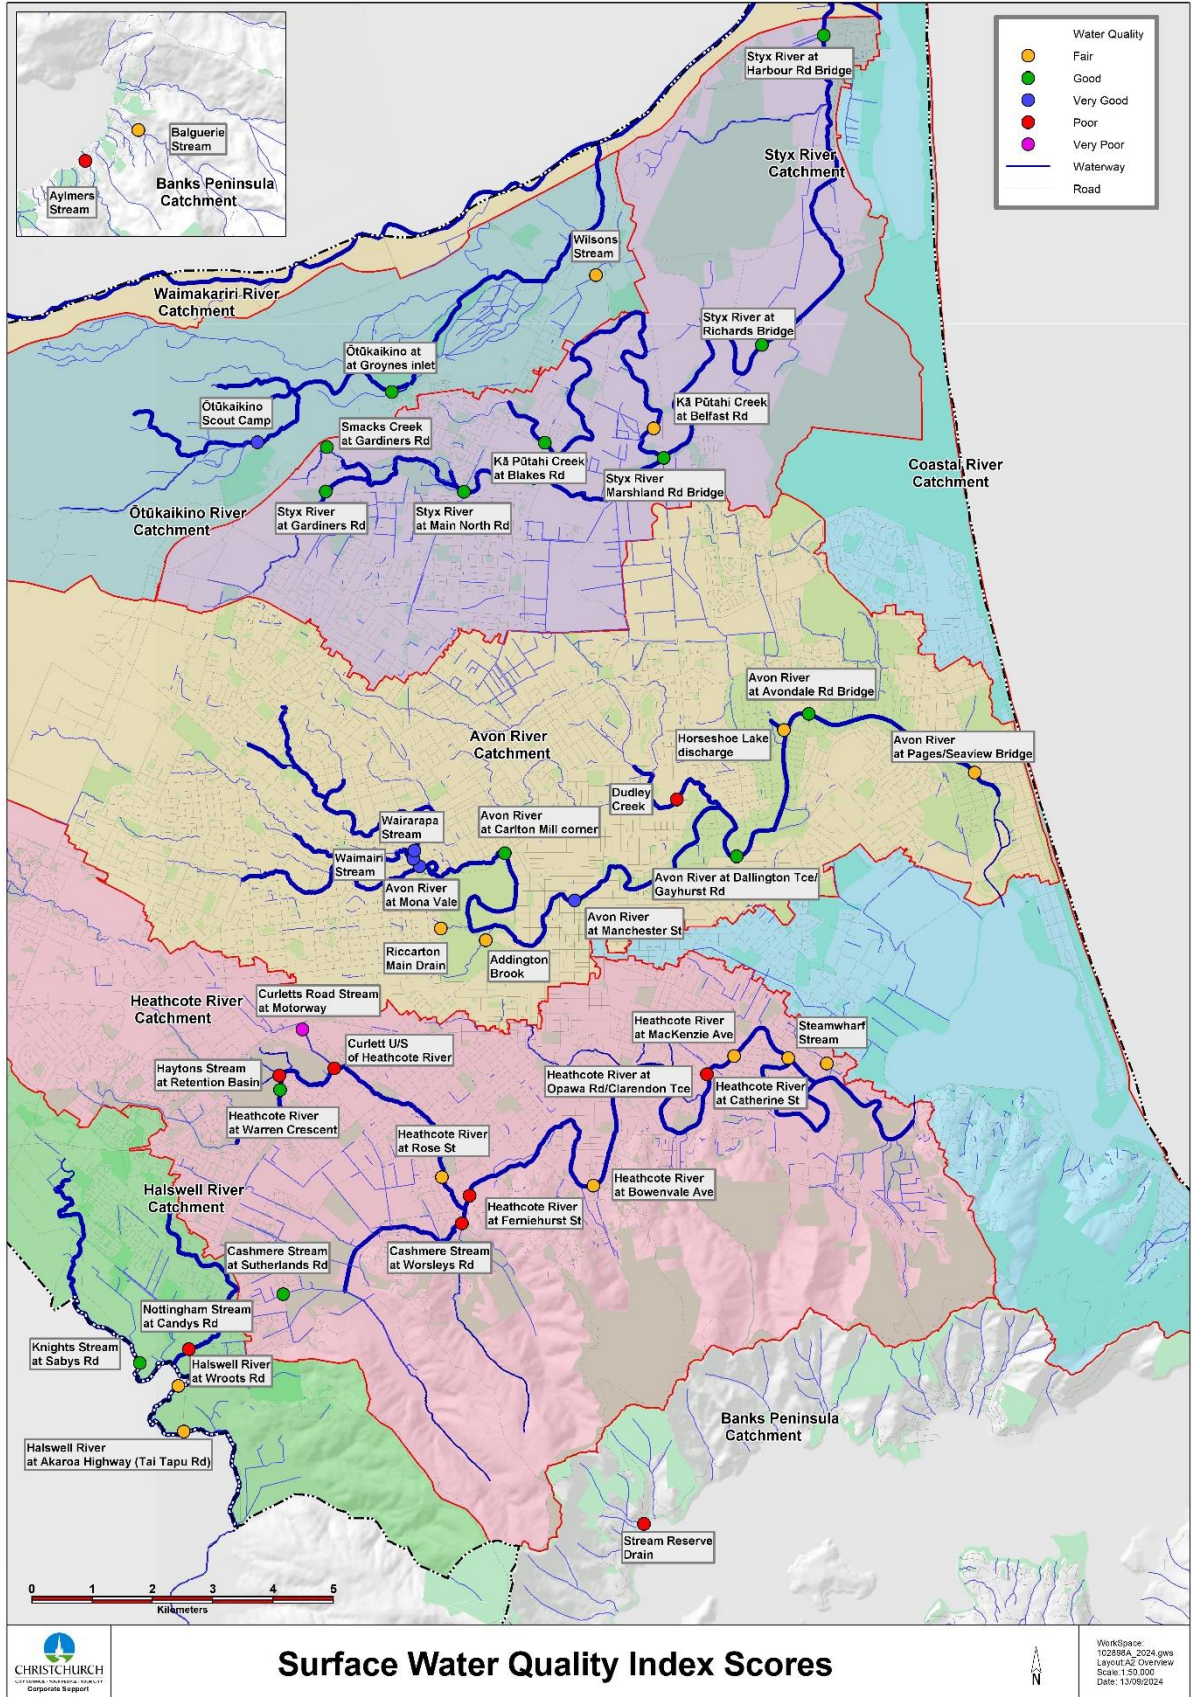 Balguerie
Stream
Aylmers
Stream
Banks Peninsula
Catchment
Water Quality
Fair
Good
Very Good
Poor
Very Poor
Waterway
Road
Styx River at
Harbour Rd Bridge
Styx River
Catchment
Wilsons
Stream
Waimakariri River
Catchment
Styx River at
Richards Bridge
Ōtūkaikino at
at Groynes inlet
Ōtūkaikino
Scout Camp
Smacks Creek
at Gardiners Rd
Kā Pūtahi Creek
at Belfast Rd
Kā Pūtahi Creek
at Blakes Rd
Styx River
Marshland Rd Bridge
Coastal River
Catchment
Ōtūkaikino River
Catchment
Styx River
at Gardiners Rd
Styx River
at Main North Rd
Avon River
at Avondale Rd Bridge
Avon River
Catchment
Horseshoe Lake
discharge
Avon River
at Pages/Seaview Bridge
Dudley
Creek
Wairarapa
Stream
Avon River
at Carlton Mill corner
Waimairi
Stream
Avon River
at Mona Vale
Avon River at Dallington Tce/
Gayhurst Rd
Avon River
at Manchester St
Riccarton
Main Drain
Addington
Brook
Heathcote River
Catchment
Curletts Road Stream
at Motorway
Curlett U/S
of Heathcote River
Haytons Stream
at Retention Basin
Heathcote River
at MacKenzie Ave
Steamwharf
Stream
Heathcote River at
Opawa Rd/Clarendon Tce
Heathcote River
at Catherine St
Heathcote River
at Warren Crescent
Heathcote River
at Rose St
Halswell River
Catchment
Heathcote River
at Bowenvale Ave
Heathcote River
at Ferniehurst St
Cashmere Stream
at Sutherlands Rd
Cashmere Stream
at Worsleys Rd
Nottingham Stream
at Candys Rd
Knights Stream
at Sabys Rd
Halswell River
at Wroots Rd
Halswell River
at Akaroa Highway (Tai Tapu Rd)
Banks Peninsula
Catchment
Stream Reserve
Drain
0 1 2 3 4 5
Kilometers
CHRISTCHURCH
CITY COUNCIL · YOUR PEOPLE · YOUR CITY
Corporate Support
Surface Water Quality Index Scores
N
WorkSpace:
102898A_2024.gws
Layout:A2 Overview
Scale:1:50,000
Date: 13/09/2024